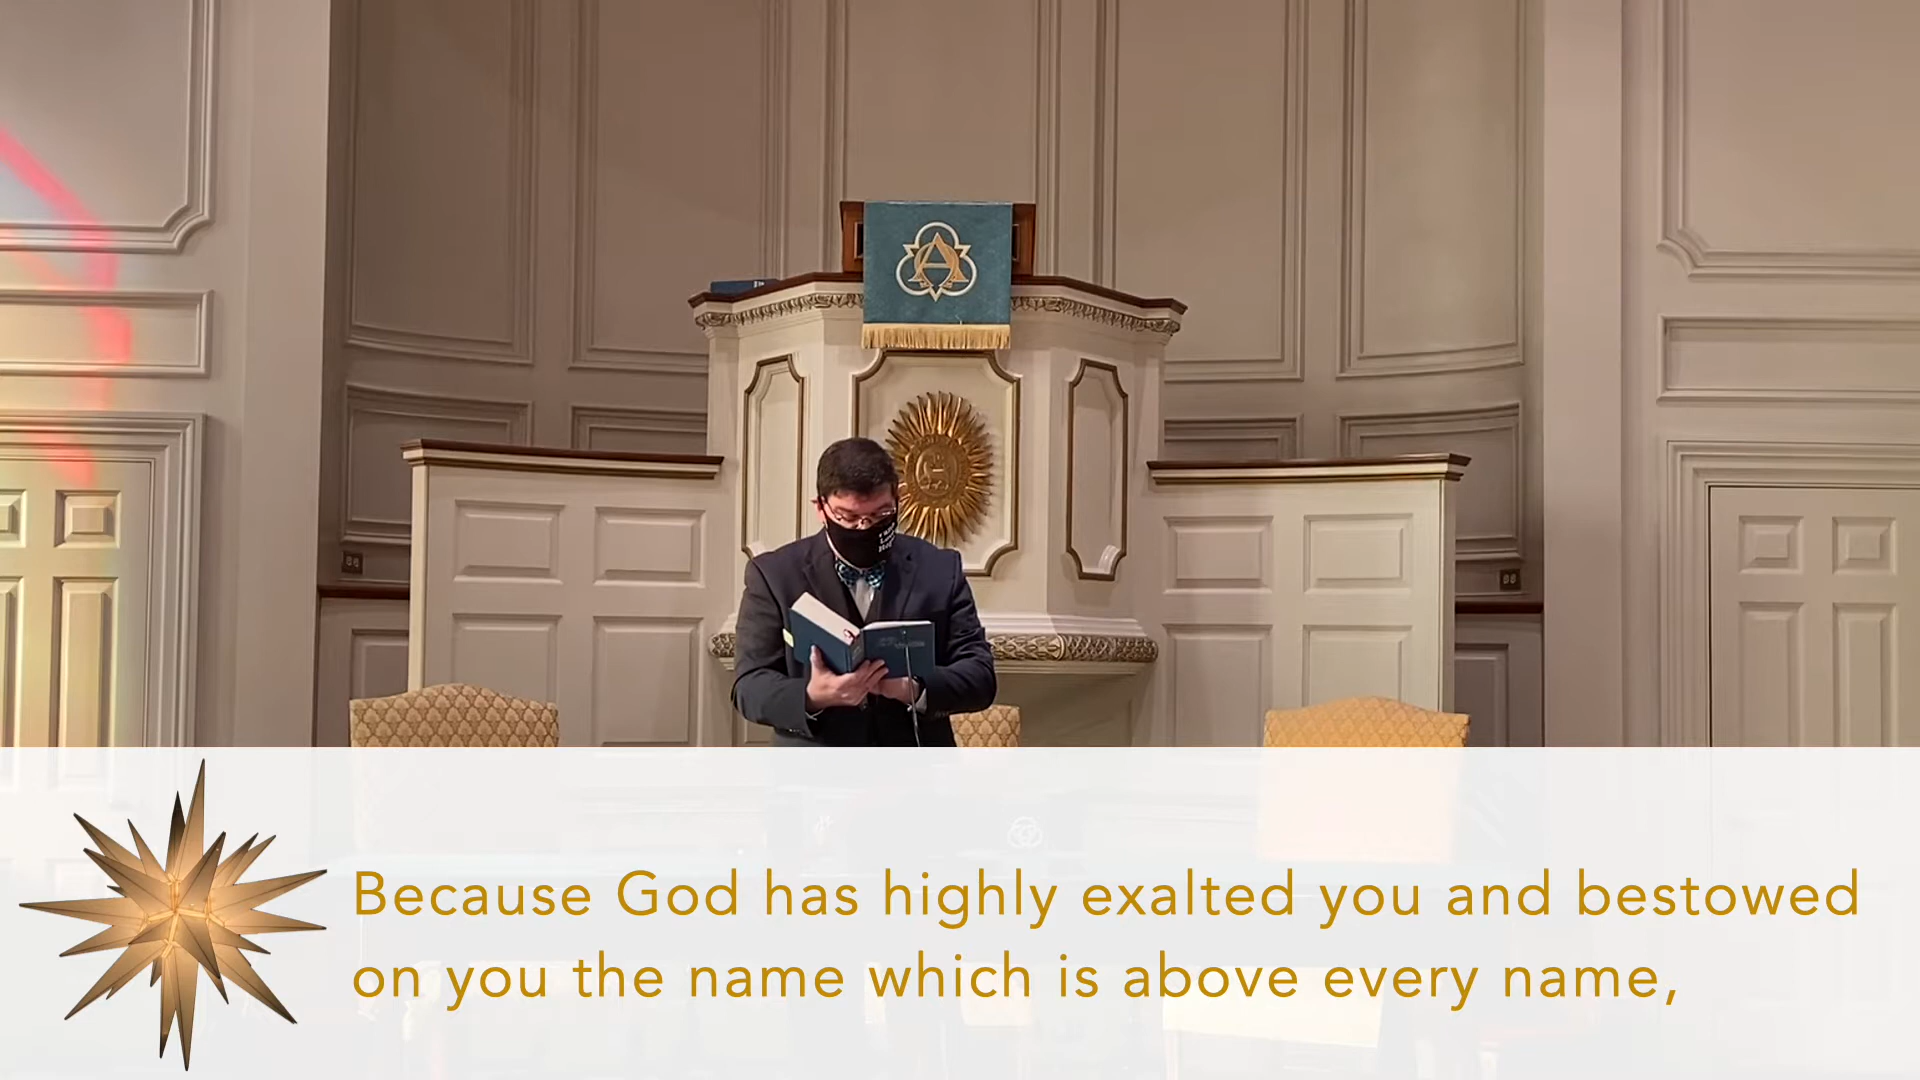 Because God has highly exalted you and bestowed
on you the name which is above every name,